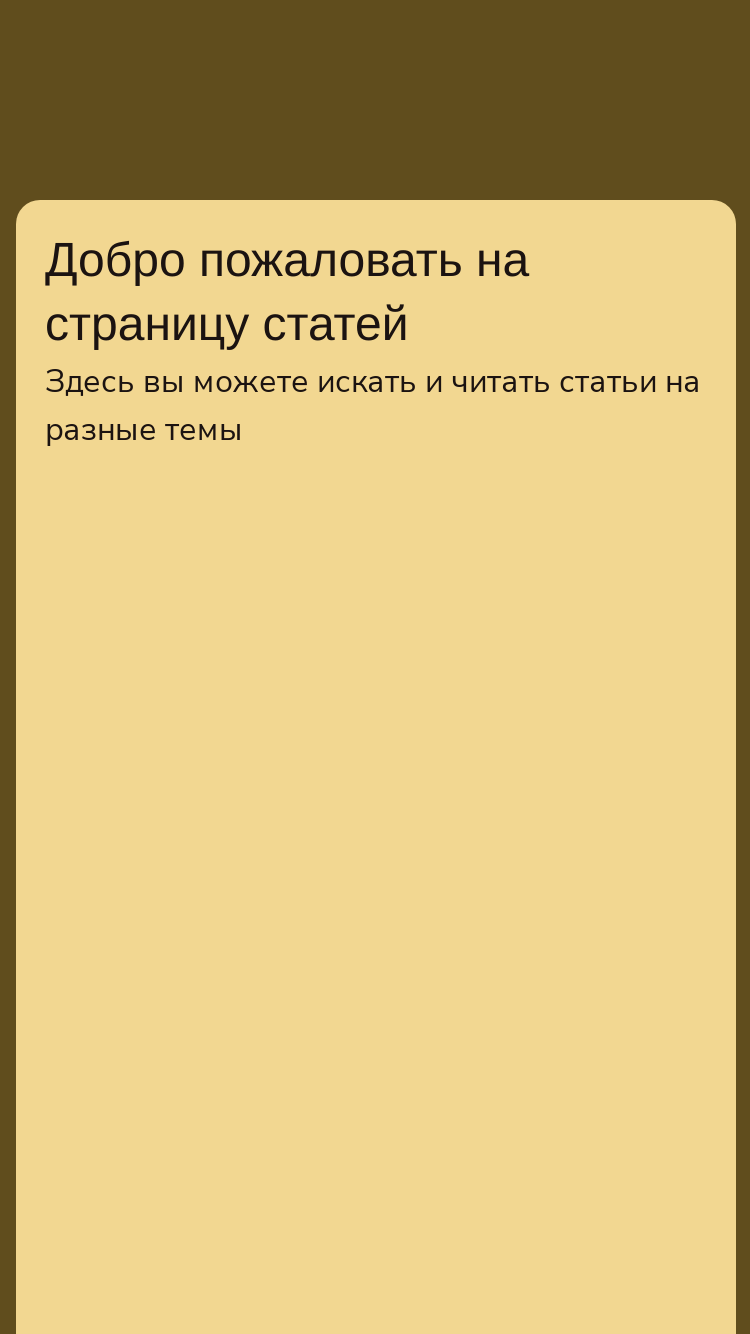 Добро пожаловать на
страницу статей
Здесь вы можете искать и читать статьи на
разные темы